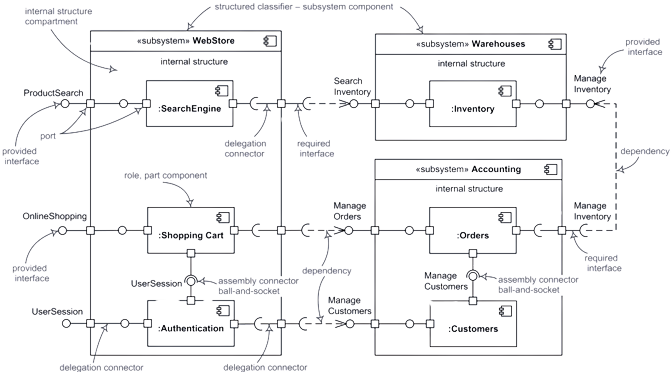 structured classifier – subsystem component
internal structure
compartment
«subsystem» WebStore
internal structure
«subsystem» Warehouses
internal structure
provided
interface
ProductSearch
:SearchEngine
Search
Inventory
:Inventory
Manage
Inventory
port
provided
interface
delegation
connector
required
interface
dependency
role, part component
«subsystem» Accounting
internal structure
OnlineShopping
:Shopping Cart
Manage
Orders
:Orders
Manage
Inventory
provided
interface
dependency
required
interface
UserSession
assembly connector
ball-and-socket
Manage
Customers
assembly connector
ball-and-socket
UserSession
:Authentication
Manage
Customers
:Customers
delegation connector
delegation connector